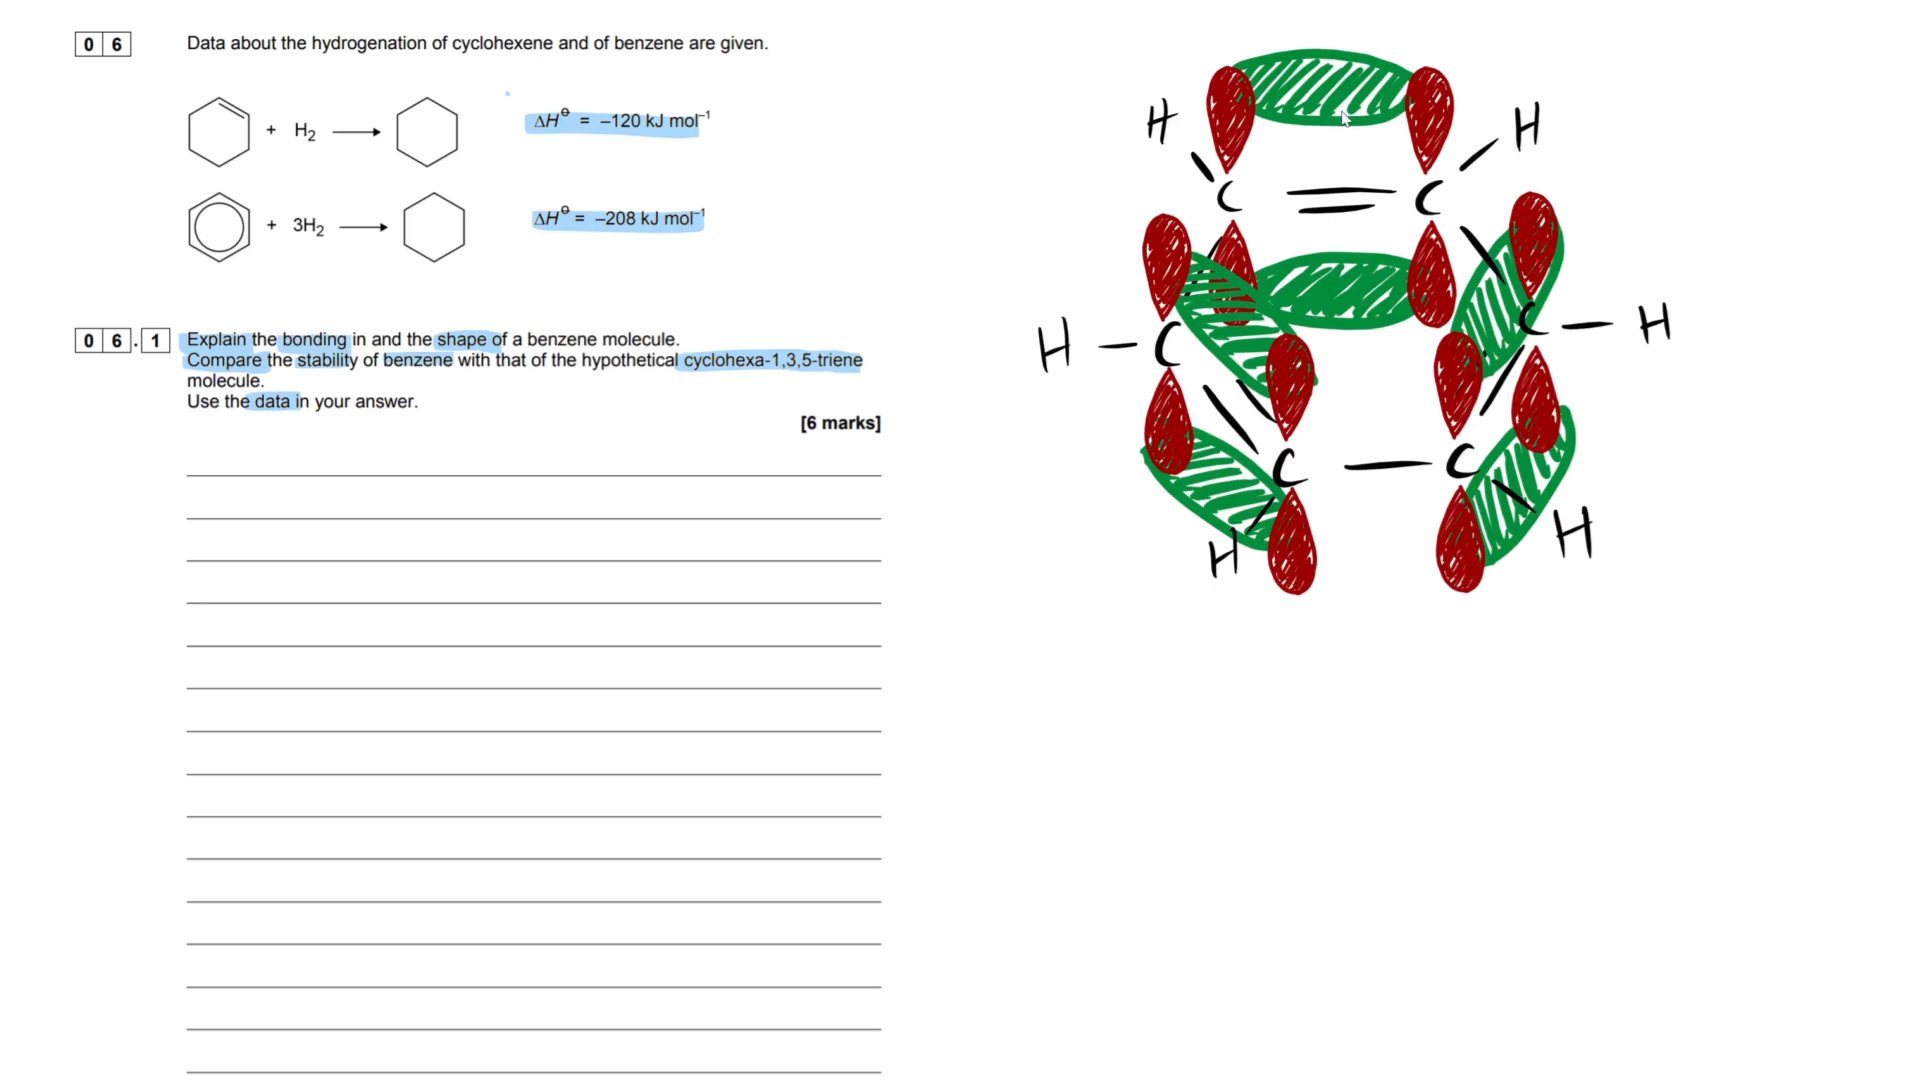 0 6 Data about the hydrogenation of cyclohexene and of benzene are given.
+ H₂ ⟶ ΔH⦵ = –120 kJ mol⁻¹
+ 3H₂ ⟶ ΔH⦵ = –208 kJ mol⁻¹
0 6 . 1 Explain the bonding in and the shape of a benzene molecule.
Compare the stability of benzene with that of the hypothetical cyclohexa-1,3,5-triene
molecule.
Use the data in your answer.
[6 marks]
H H
C C
C H
H C
C C
H H